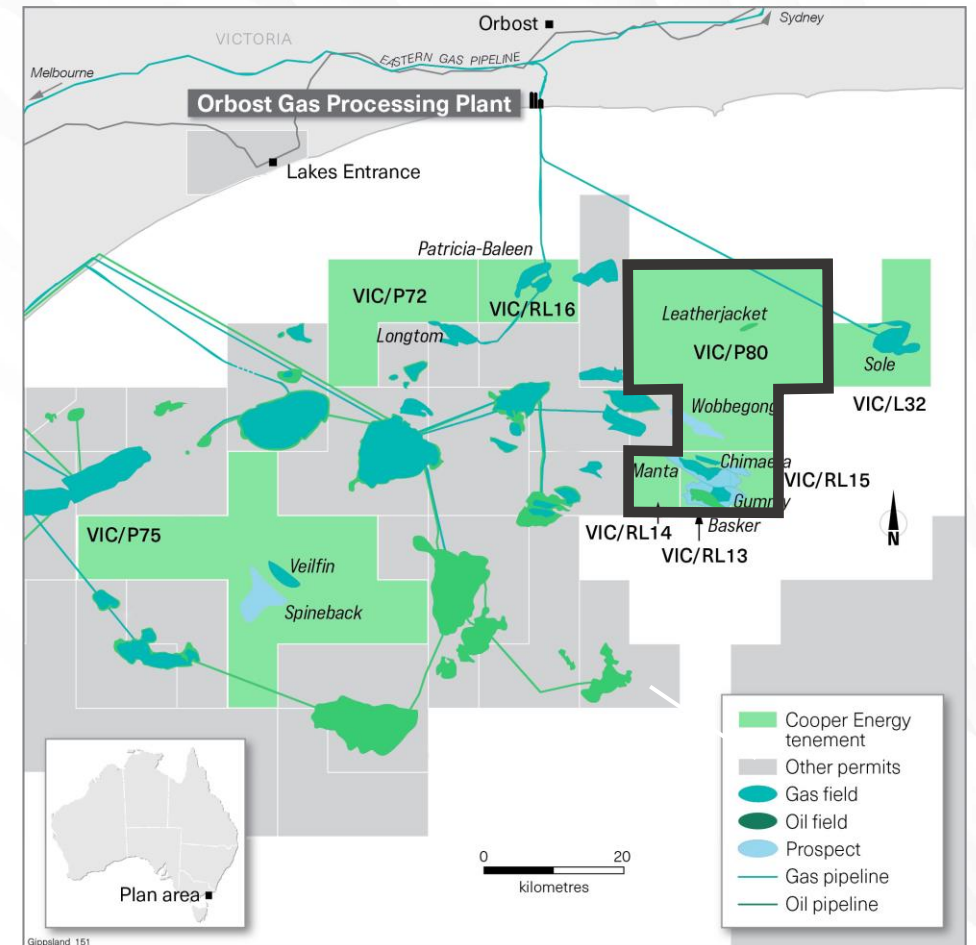 Orbost
Sydney
VICTORIA
EASTERN GAS PIPELINE
Melbourne
Orbost Gas Processing Plant
Lakes Entrance
Patricia-Baleen
VIC/P72
VIC/RL16
Leatherjacket
Longtom
VIC/P80
Sole
VIC/L32
Wobbegong
Manta
Chimaera
VIC/RL15
Gummy
VIC/RL14
Basker
VIC/RL13
N
VIC/P75
Veilfin
Spineback
Cooper Energy
tenement
Other permits
Gas field
Oil field
Prospect
Gas pipeline
Oil pipeline
0 20
kilometres
Plan area
Gippsland_151